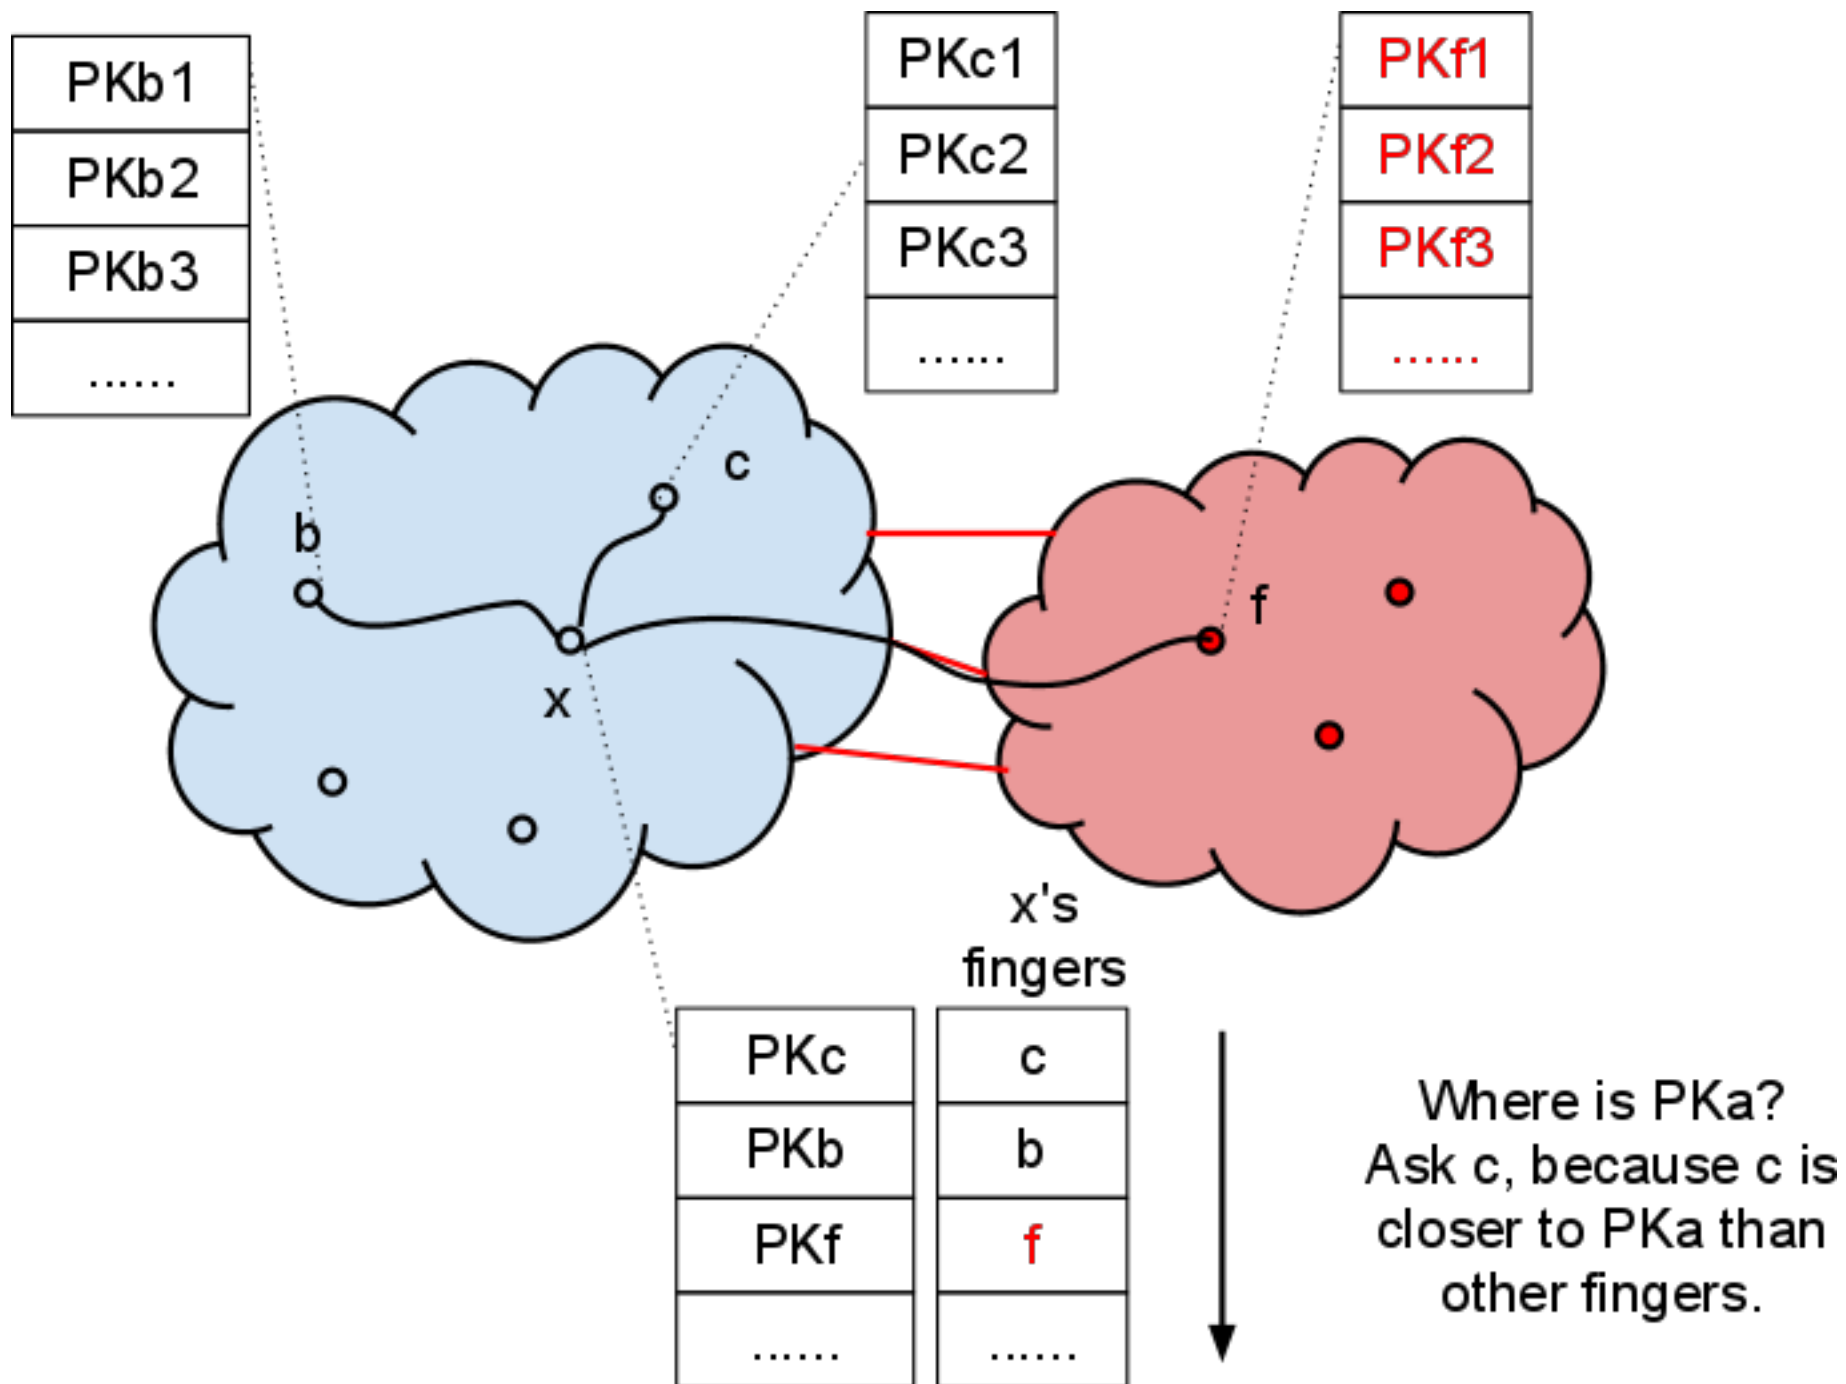 PKb1
PKb2
PKb3
......
PKc1
PKc2
PKc3
......
PKf1
PKf2
PKf3
......
b
c
x
f
x's
fingers
PKc c
PKb b
PKf f
...... ......
Where is PKa?
Ask c, because c is
closer to PKa than
other fingers.